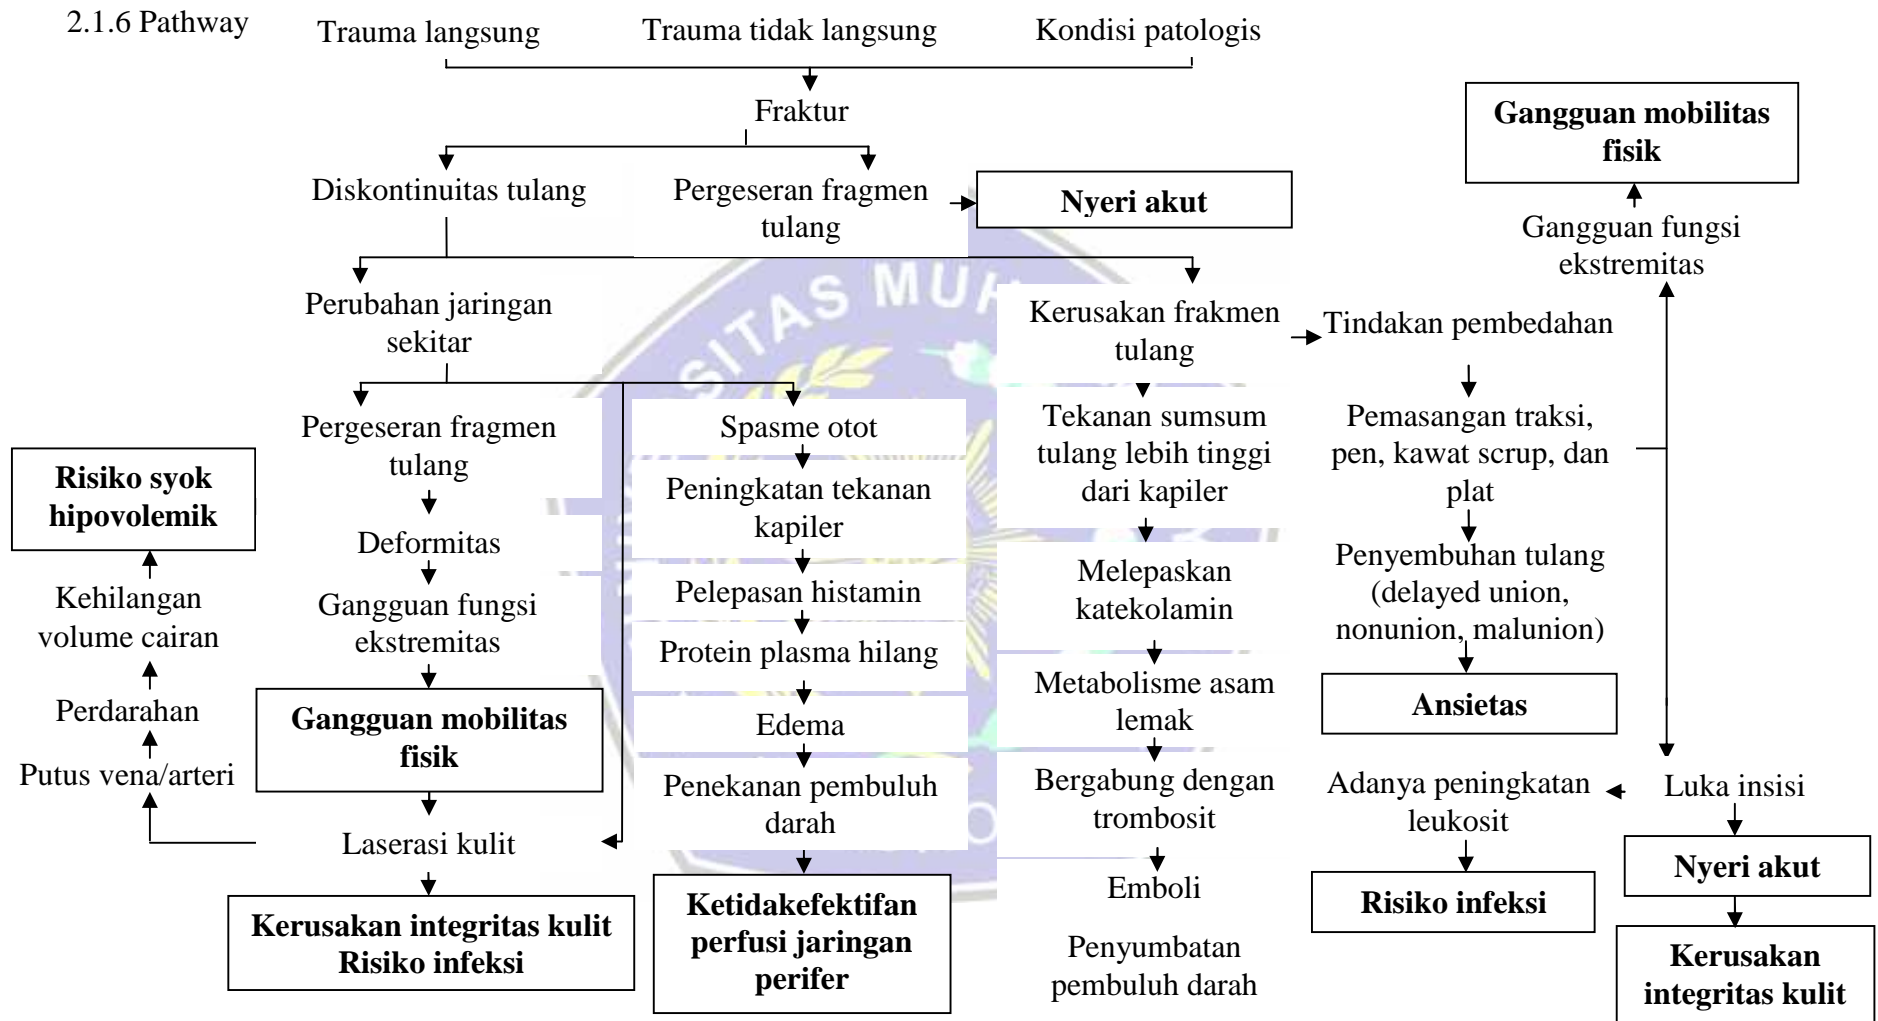 2.1.6 Pathway
Trauma langsung
Trauma tidak langsung
Kondisi patologis
Fraktur
Gangguan mobilitas
fisik
Diskontinuitas tulang
Pergeseran fragmen
tulang
Nyeri akut
Gangguan fungsi
ekstremitas
Perubahan jaringan
sekitar
Kerusakan frakmen
tulang
Tindakan pembedahan
Pergeseran fragmen
tulang
Deformitas
Gangguan fungsi
ekstremitas
Gangguan mobilitas
fisik
Laserasi kulit
Kerusakan integritas kulit
Risiko infeksi
Risiko syok
hipovolemik
Kehilangan
volume cairan
Perdarahan
Putus vena/arteri
Spasme otot
Peningkatan tekanan
kapiler
Pelepasan histamin
Protein plasma hilang
Edema
Penekanan pembuluh
darah
Ketidakefektifan
perfusi jaringan
perifer
Tekanan sumsum
tulang lebih tinggi
dari kapiler
Melepaskan
katekolamin
Metabolisme asam
lemak
Bergabung dengan
trombosit
Emboli
Penyumbatan
pembuluh darah
Pemasangan traksi,
pen, kawat scrup, dan
plat
Penyembuhan tulang
(delayed union,
nonunion, malunion)
Ansietas
Adanya peningkatan
leukosit
Risiko infeksi
Luka insisi
Nyeri akut
Kerusakan
integritas kulit
SITAS MUH